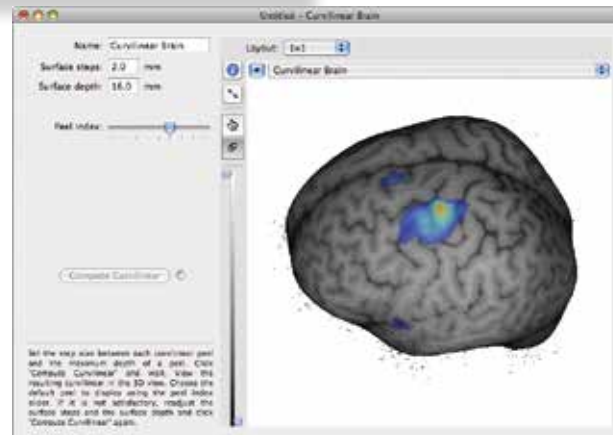 Untitled - Curvilinear Brain
Name: Curvilinear Brain
Layout: 1x1
Surface steps: 2.0 mm
Curvilinear Brain
Surface depth: 16.0 mm
Peel index:
Compute Curvilinear
Set the step size between each curvilinear peel
and the maximum depth of a peel. Click
"Compute Curvilinear" and wait. View the
resulting curvilinear in the 3D view. Choose the
default peel to display using the peel index
slider. If it is not satisfactory, readjust the
surface steps and the surface depth and click
"Compute Curvilinear" again.